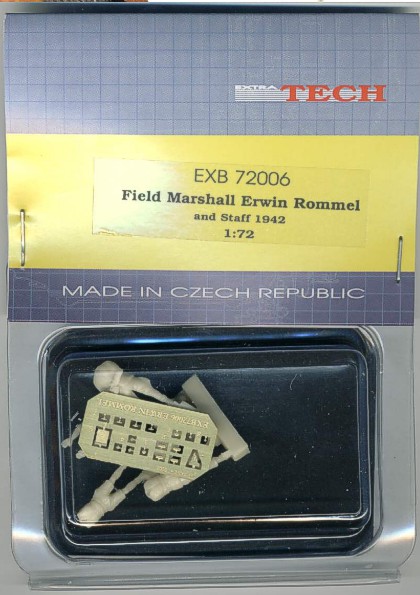 EXTRA TECH
EXB 72006
Field Marshall Erwin Rommel
and Staff 1942
1:72
MADE IN CZECH REPUBLIC